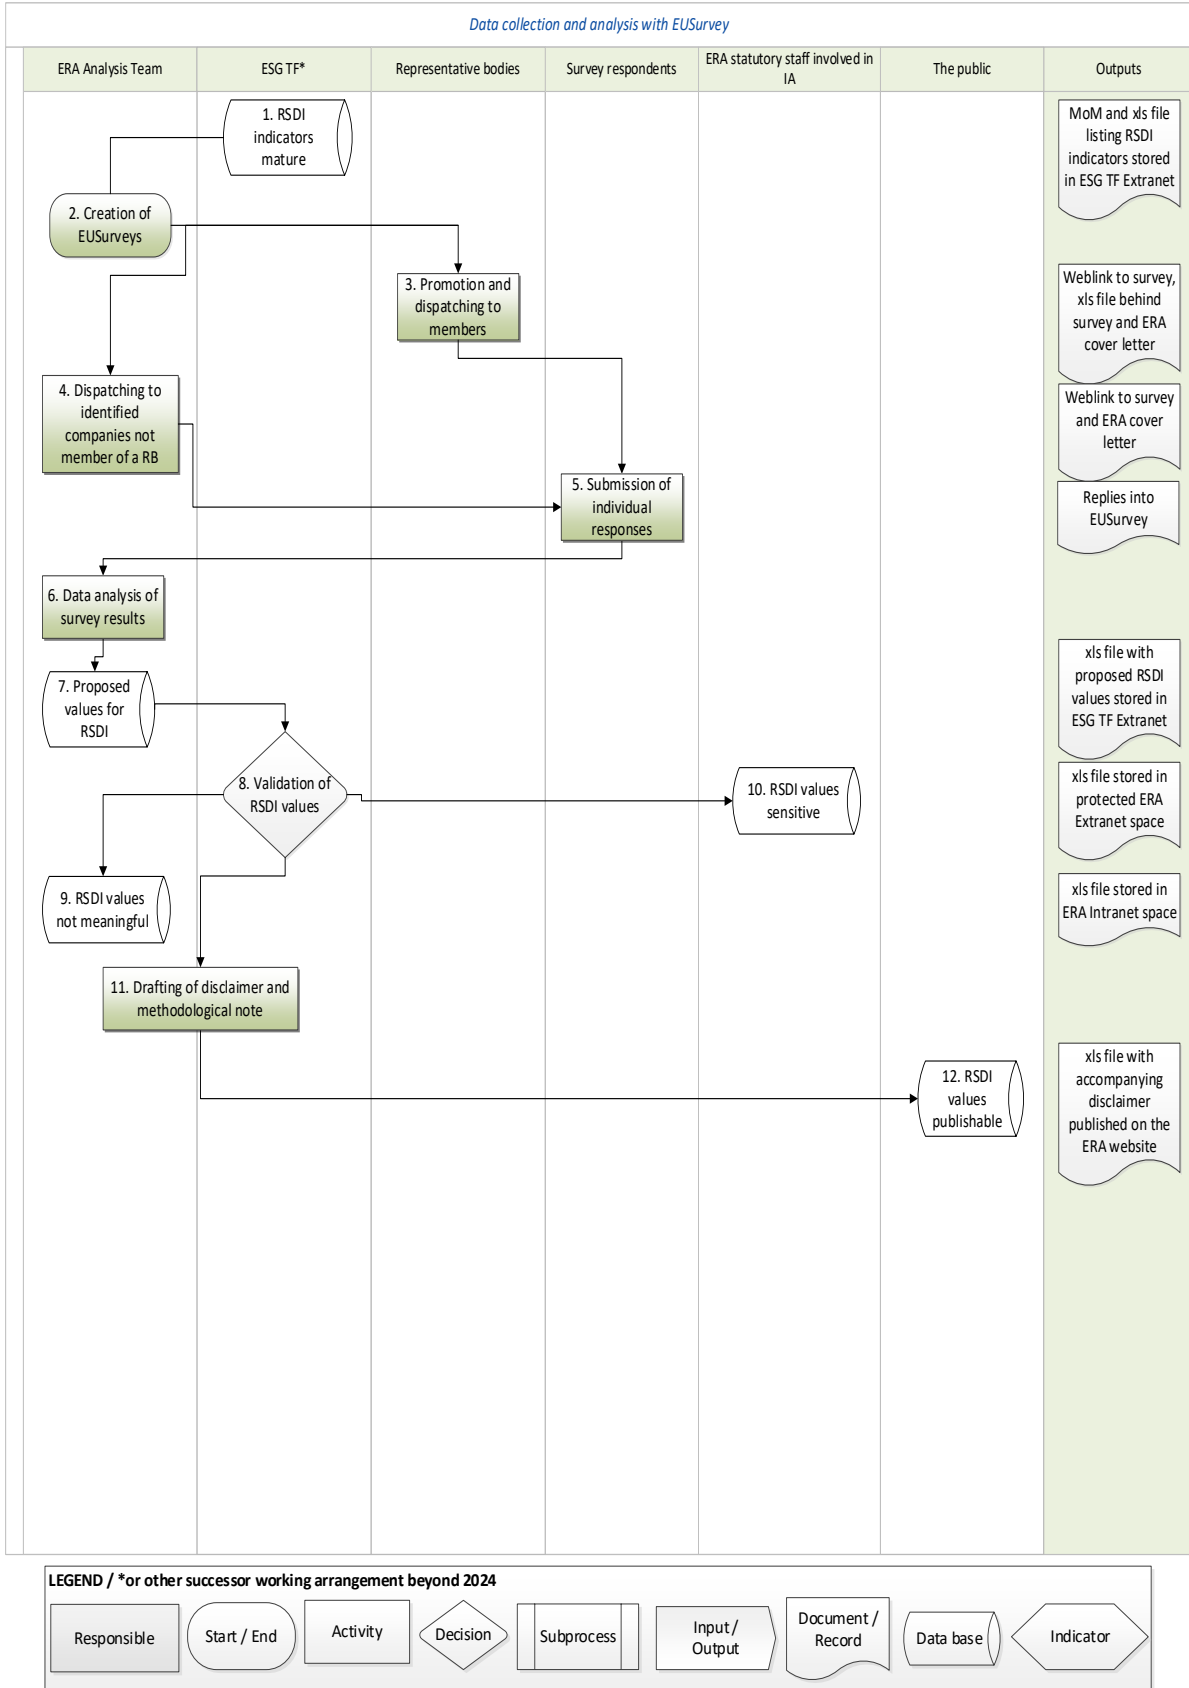 Data collection and analysis with EUSurvey
ERA Analysis Team
ESG TF*
Representative bodies
Survey respondents
ERA statutory staff involved in
IA
The public
Outputs
1. RSDI
indicators
mature
MoM and xls file
listing RSDI
indicators stored
in ESG TF Extranet
2. Creation of
EUSurveys
3. Promotion and
dispatching to
members
Weblink to survey,
xls file behind
survey and ERA
cover letter
4. Dispatching to
identified
companies not
member of a RB
Weblink to survey
and ERA cover
letter
5. Submission of
individual
responses
Replies into
EUSurvey
6. Data analysis of
survey results
7. Proposed
values for
RSDI
xls file with
proposed RSDI
values stored in
ESG TF Extranet
8. Validation of
RSDI values
10. RSDI values
sensitive
xls file stored in
protected ERA
Extranet space
9. RSDI values
not meaningful
xls file stored in
ERA Intranet space
11. Drafting of disclaimer and
methodological note
12. RSDI
values
publishable
xls file with
accompanying
disclaimer
published on the
ERA website
LEGEND / *or other successor working arrangement beyond 2024
Responsible
Start / End
Activity
Decision
Subprocess
Input /
Output
Document /
Record
Data base
Indicator